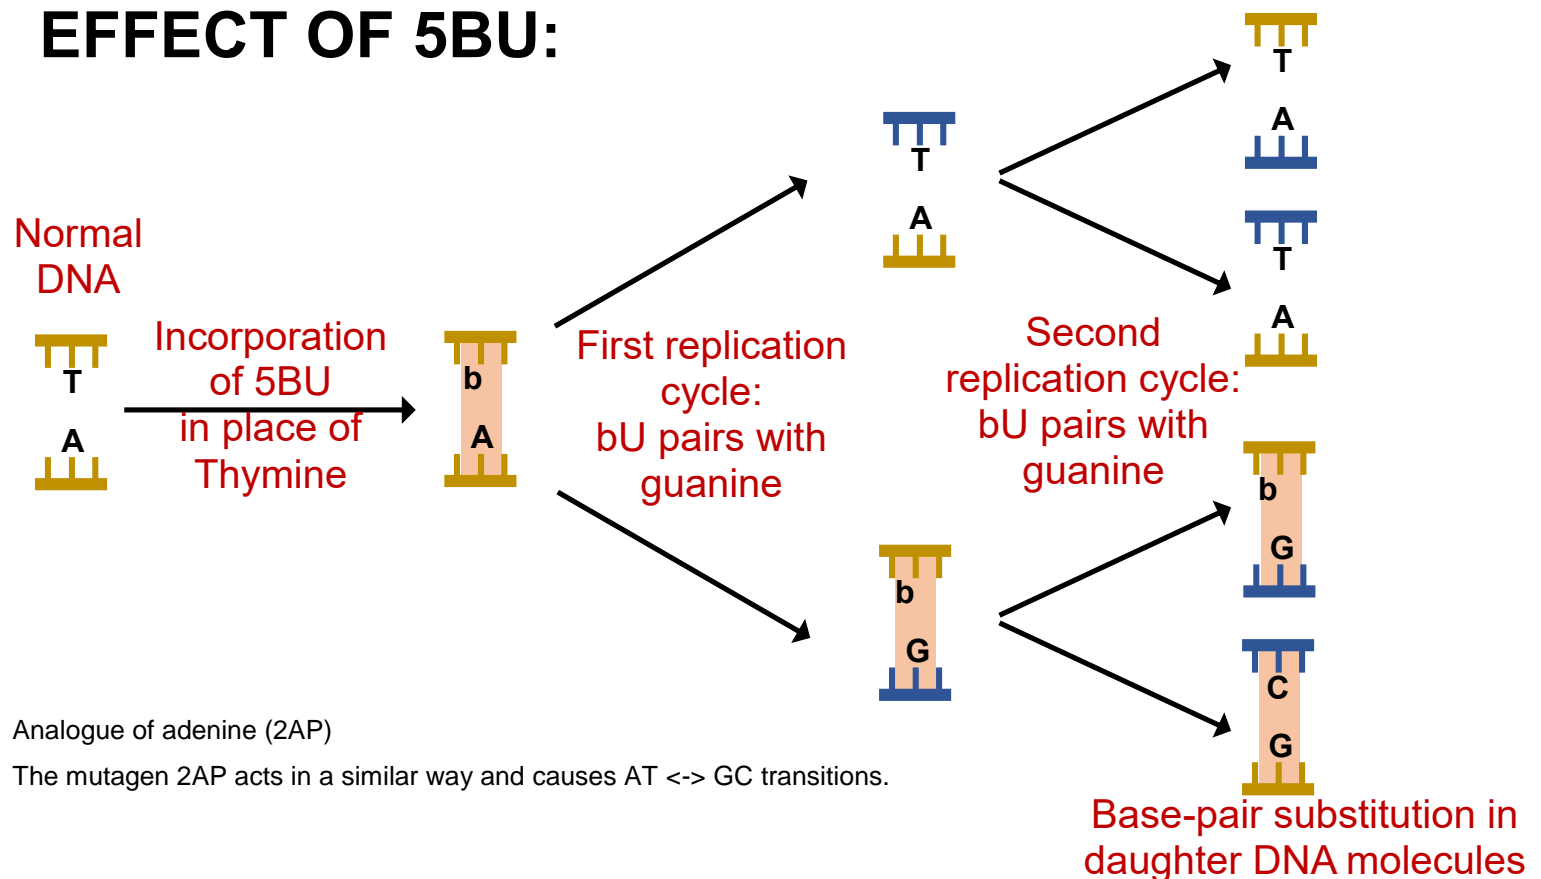 EFFECT OF 5BU:
Normal
DNA
T
A
Incorporation
of 5BU
in place of
Thymine
b
A
First replication
cycle:
bU pairs with
guanine
T
A
b
G
Second
replication cycle:
bU pairs with
guanine
T
A
T
A
b
G
C
G
Base-pair substitution in
daughter DNA molecules
Analogue of adenine (2AP)
The mutagen 2AP acts in a similar way and causes AT <-> GC transitions.